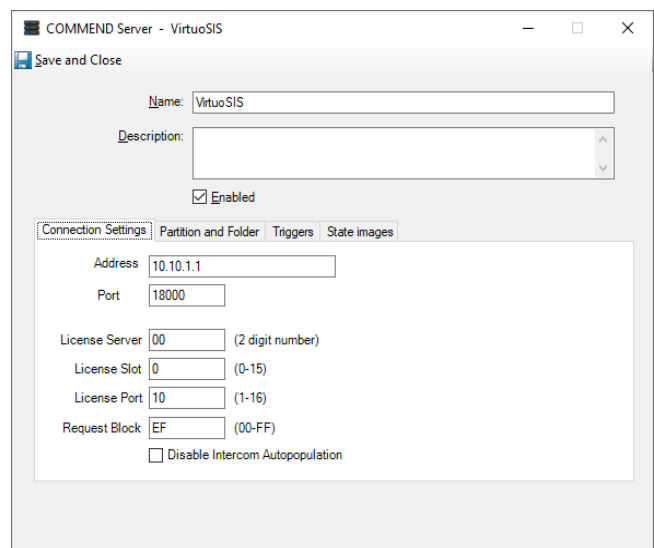 COMMEND Server - VirtuoSIS
Save and Close
Name: VirtuoSIS
Description:
Enabled
Connection Settings Partition and Folder Triggers State images
Address 10.10.1.1
Port 18000
License Server 00 (2 digit number)
License Slot 0 (0-15)
License Port 10 (1-16)
Request Block EF (00-FF)
Disable Intercom Autopopulation